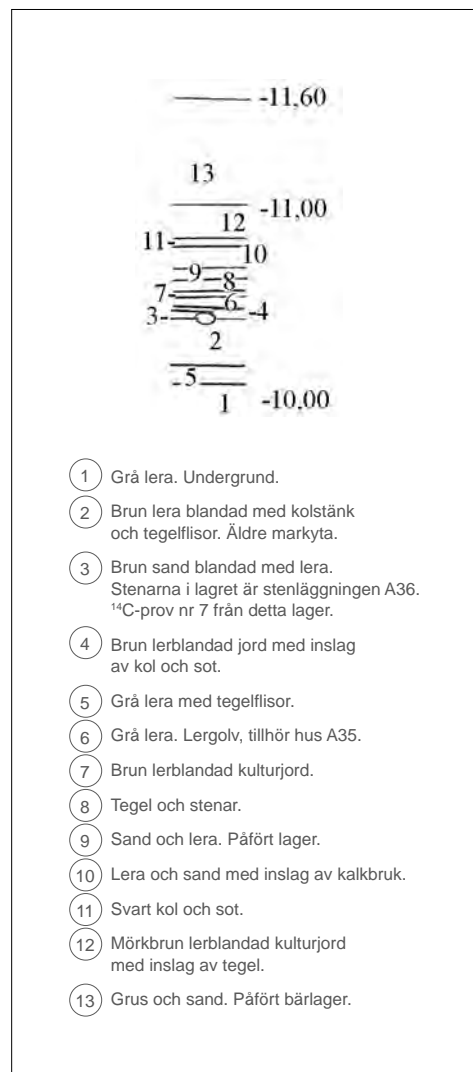 -11,60
13
-11,00
12
11-
10
9
8
7-
6
3-
-4
2
5
1
-10,00
1 Grå lera. Undergrund.
2 Brun lera blandad med kolstänk
och tegelflisor. Äldre markyta.
3 Brun sand blandad med lera.
Stenarna i lagret är stenläggningen A36.
¹⁴C-prov nr 7 från detta lager.
4 Brun lerblandad jord med inslag
av kol och sot.
5 Grå lera med tegelflisor.
6 Grå lera. Lergolv, tillhör hus A35.
7 Brun lerblandad kulturjord.
8 Tegel och stenar.
9 Sand och lera. Påfört lager.
10 Lera och sand med inslag av kalkbruk.
11 Svart kol och sot.
12 Mörkbrun lerblandad kulturjord
med inslag av tegel.
13 Grus och sand. Påfört bärlager.